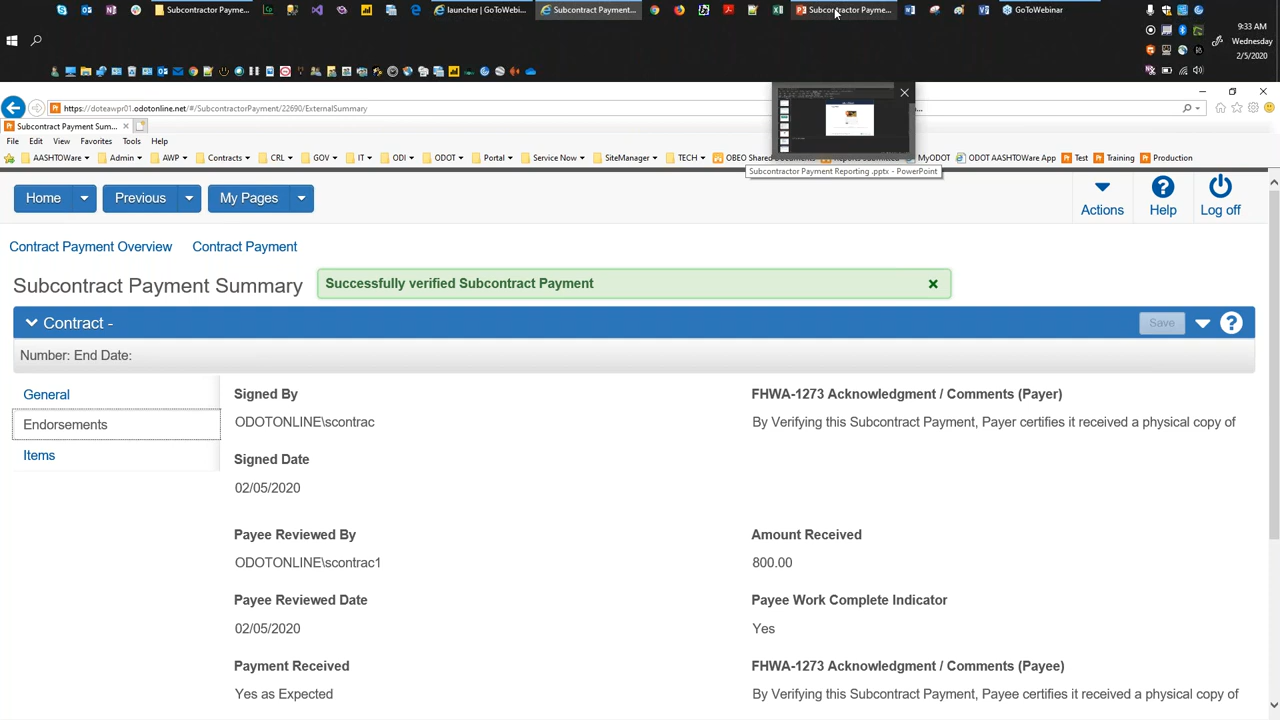 Subcontractor Payme...
launcher | GoToWebi...
Subcontract Payment...
Subcontractor Payme...
GoToWebinar
9:33 AM
Wednesday
2/5/2020
https://doteawpr01.odotonline.net/#/SubcontractorPayment/22690/ExternalSummary
Subcontract Payment Sum...
File Edit View Favorites Tools Help
AASHTOWare Admin AWP Contracts CRL GOV IT ODI ODOT Portal Service Now SiteManager TECH OBEO Shared Documents Reports Submitted MyODOT ODOT AASHTOWare App Test Training Production
Subcontractor Payment Reporting .pptx - PowerPoint
Home Previous My Pages Actions Help Log off
Contract Payment Overview Contract Payment
Subcontract Payment Summary Successfully verified Subcontract Payment
Contract - Save
Number: End Date:
General
Endorsements
Items
Signed By
ODOTONLINE\scontrac
Signed Date
02/05/2020
FHWA-1273 Acknowledgment / Comments (Payer)
By Verifying this Subcontract Payment, Payer certifies it received a physical copy of
Payee Reviewed By
ODOTONLINE\scontrac1
Amount Received
800.00
Payee Reviewed Date
02/05/2020
Payee Work Complete Indicator
Yes
Payment Received
Yes as Expected
FHWA-1273 Acknowledgment / Comments (Payee)
By Verifying this Subcontract Payment, Payee certifies it received a physical copy of